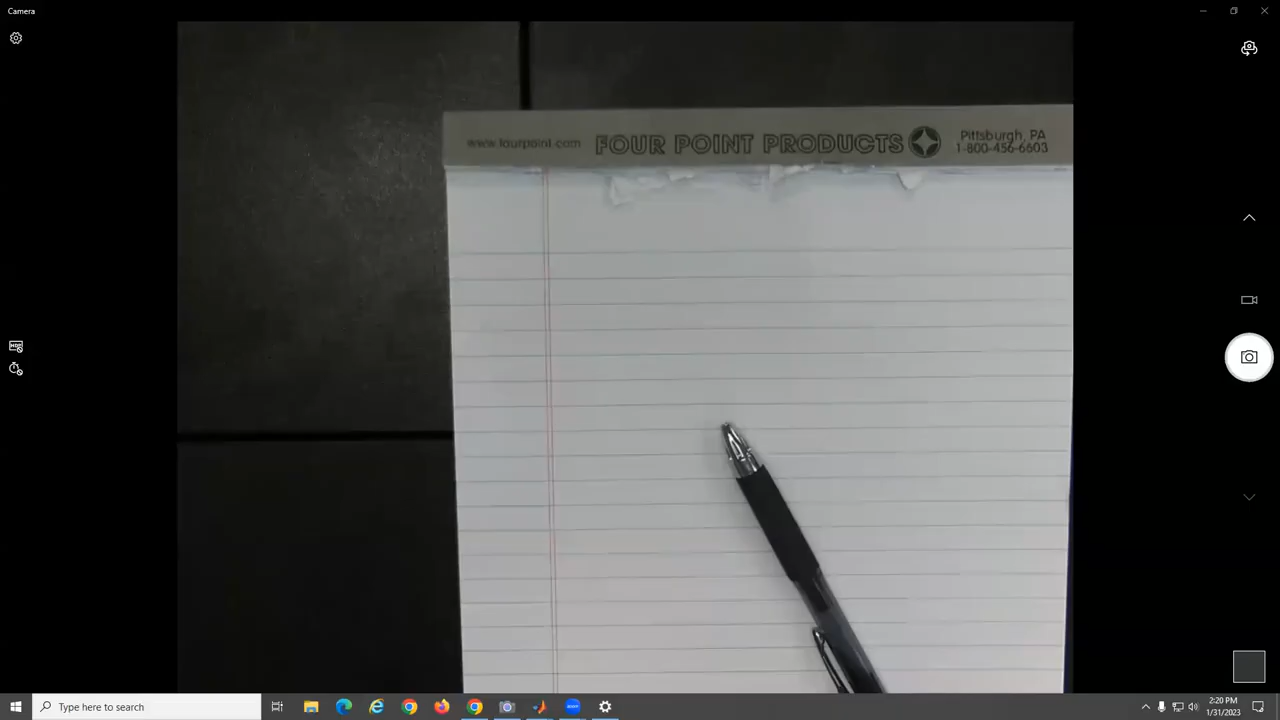 Camera
www.fourpoint.com FOUR POINT PRODUCTS Pittsburgh, PA
1-800-456-6603
Type here to search
2:20 PM
1/31/2023